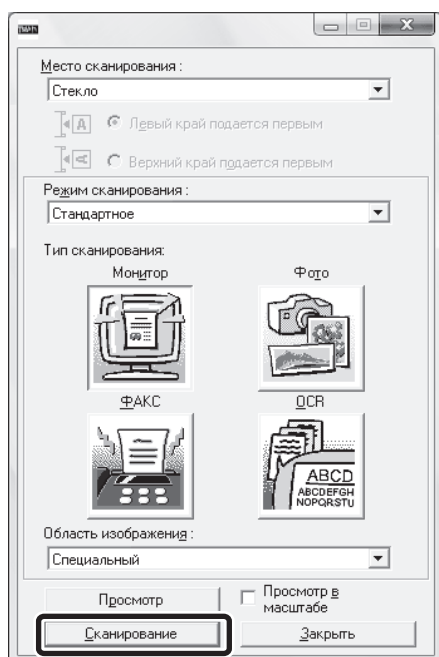 Место сканирования :
Стекло
Левый край подается первым
Верхний край подается первым
Режим сканирования :
Стандартное
Тип сканирования:
Монитор Фото
ФАКС OCR
ABCD
ABCDEFGH
NOPQRSTU
Область изображения :
Специальный
Просмотр Просмотр в
масштабе
Сканирование Закрыть